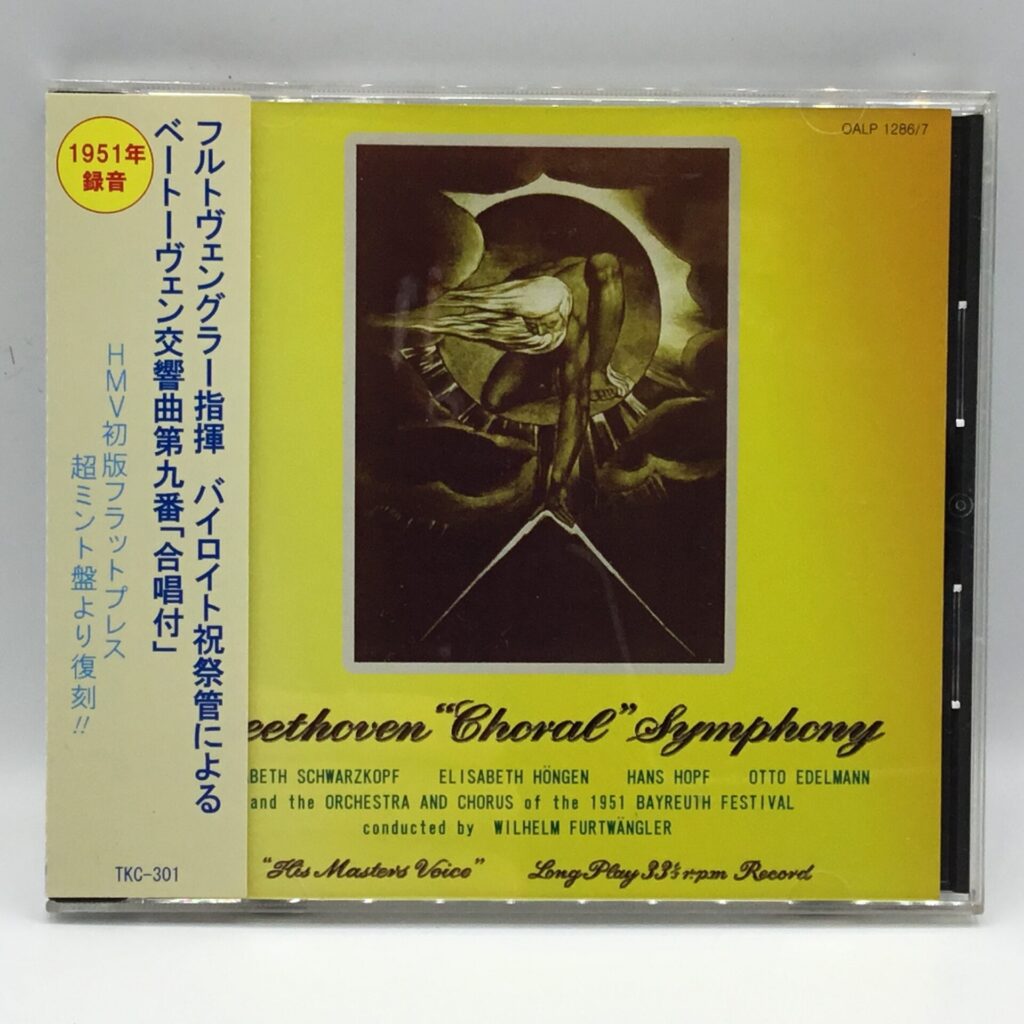 1951年
録音
フルトヴェングラー指揮 バイロイト祝祭管による
ベートーヴェン交響曲第九番「合唱付」
HMV初版フラットプレス
超ミント盤より復刻!!
TKC-301
OALP 1286/7
eethoven "Choral" Symphony
BETH SCHWARZKOPF ELISABETH HÖNGEN HANS HOPF OTTO EDELMANN
and the ORCHESTRA AND CHORUS of the 1951 BAYREUTH FESTIVAL
conducted by WILHELM FURTWÄNGLER
"His Masters Voice" Long Play 33⅓ rpm Record